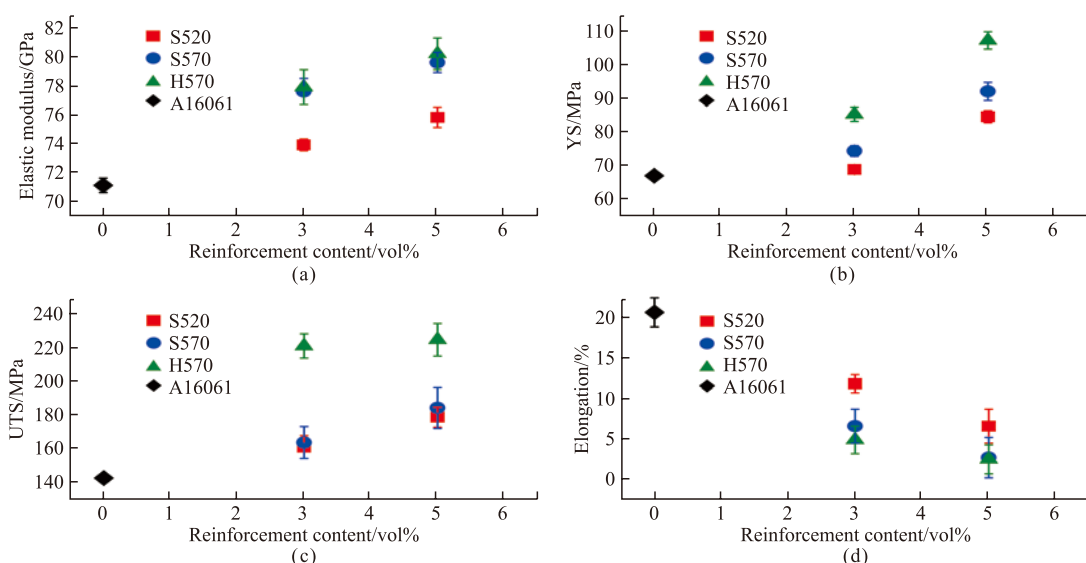 Elastic modulus/GPa
82
80
78
76
74
72
70
S520
S570
H570
A16061
0 1 2 3 4 5 6
Reinforcement content/vol%
(a)
YS/MPa
110
100
90
80
70
60
S520
S570
H570
A16061
0 1 2 3 4 5 6
Reinforcement content/vol%
(b)
UTS/MPa
240
220
200
180
160
140
S520
S570
H570
A16061
0 1 2 3 4 5 6
Reinforcement content/vol%
(c)
Elongation/%
20
15
10
5
0
S520
S570
H570
A16061
0 1 2 3 4 5 6
Reinforcement content/vol%
(d)